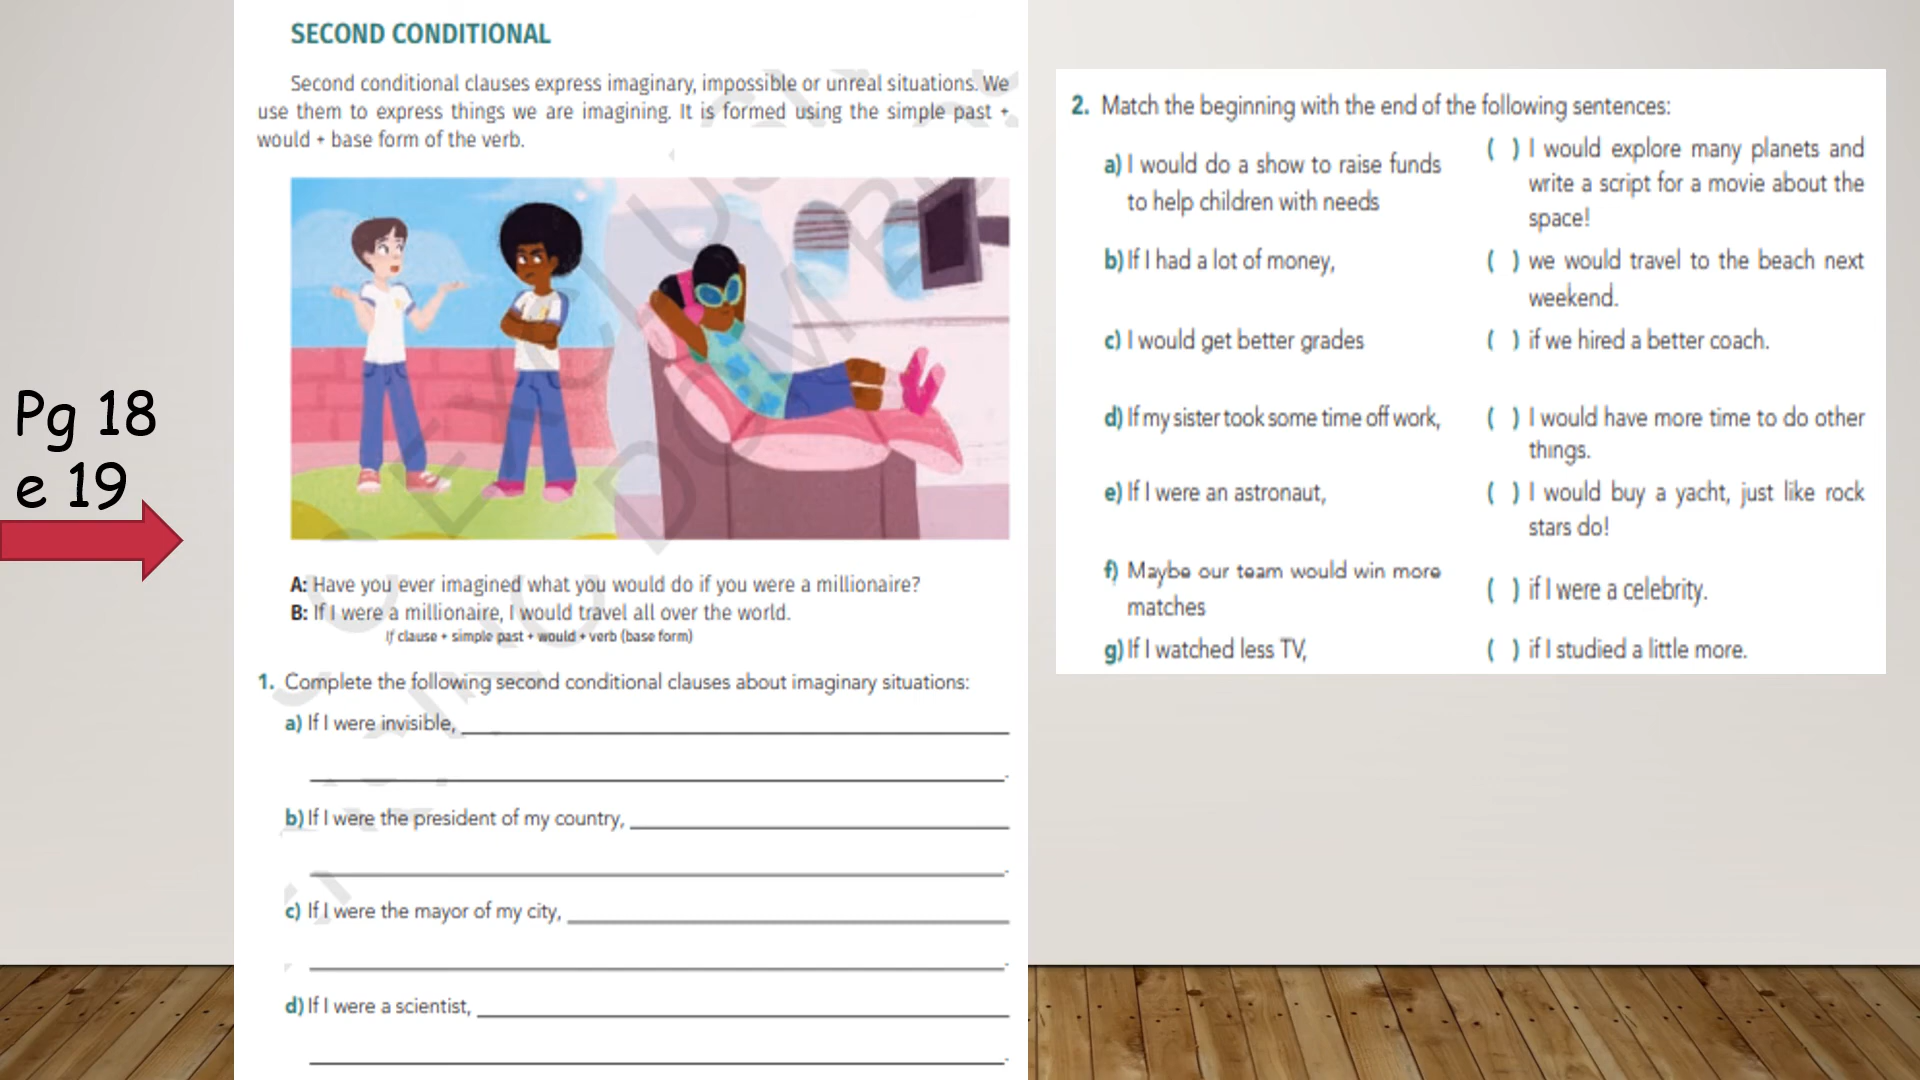 Pg 18
e 19
SECOND CONDITIONAL
Second conditional clauses express imaginary, impossible or unreal situations. We
use them to express things we are imagining. It is formed using the simple past +
would + base form of the verb.
A: Have you ever imagined what you would do if you were a millionaire?
B: If I were a millionaire, I would travel all over the world.
If clause + simple past + would + verb (base form)
1. Complete the following second conditional clauses about imaginary situations:
a) If I were invisible,
b) If I were the president of my country,
c) If I were the mayor of my city,
d) If I were a scientist,
2. Match the beginning with the end of the following sentences:
a) I would do a show to raise funds
to help children with needs
b) If I had a lot of money,
c) I would get better grades
d) If my sister took some time off work,
e) If I were an astronaut,
f) Maybe our team would win more
matches
g) If I watched less TV,
( ) I would explore many planets and
write a script for a movie about the
space!
( ) we would travel to the beach next
weekend.
( ) if we hired a better coach.
( ) I would have more time to do other
things.
( ) I would buy a yacht, just like rock
stars do!
( ) if I were a celebrity.
( ) if I studied a little more.